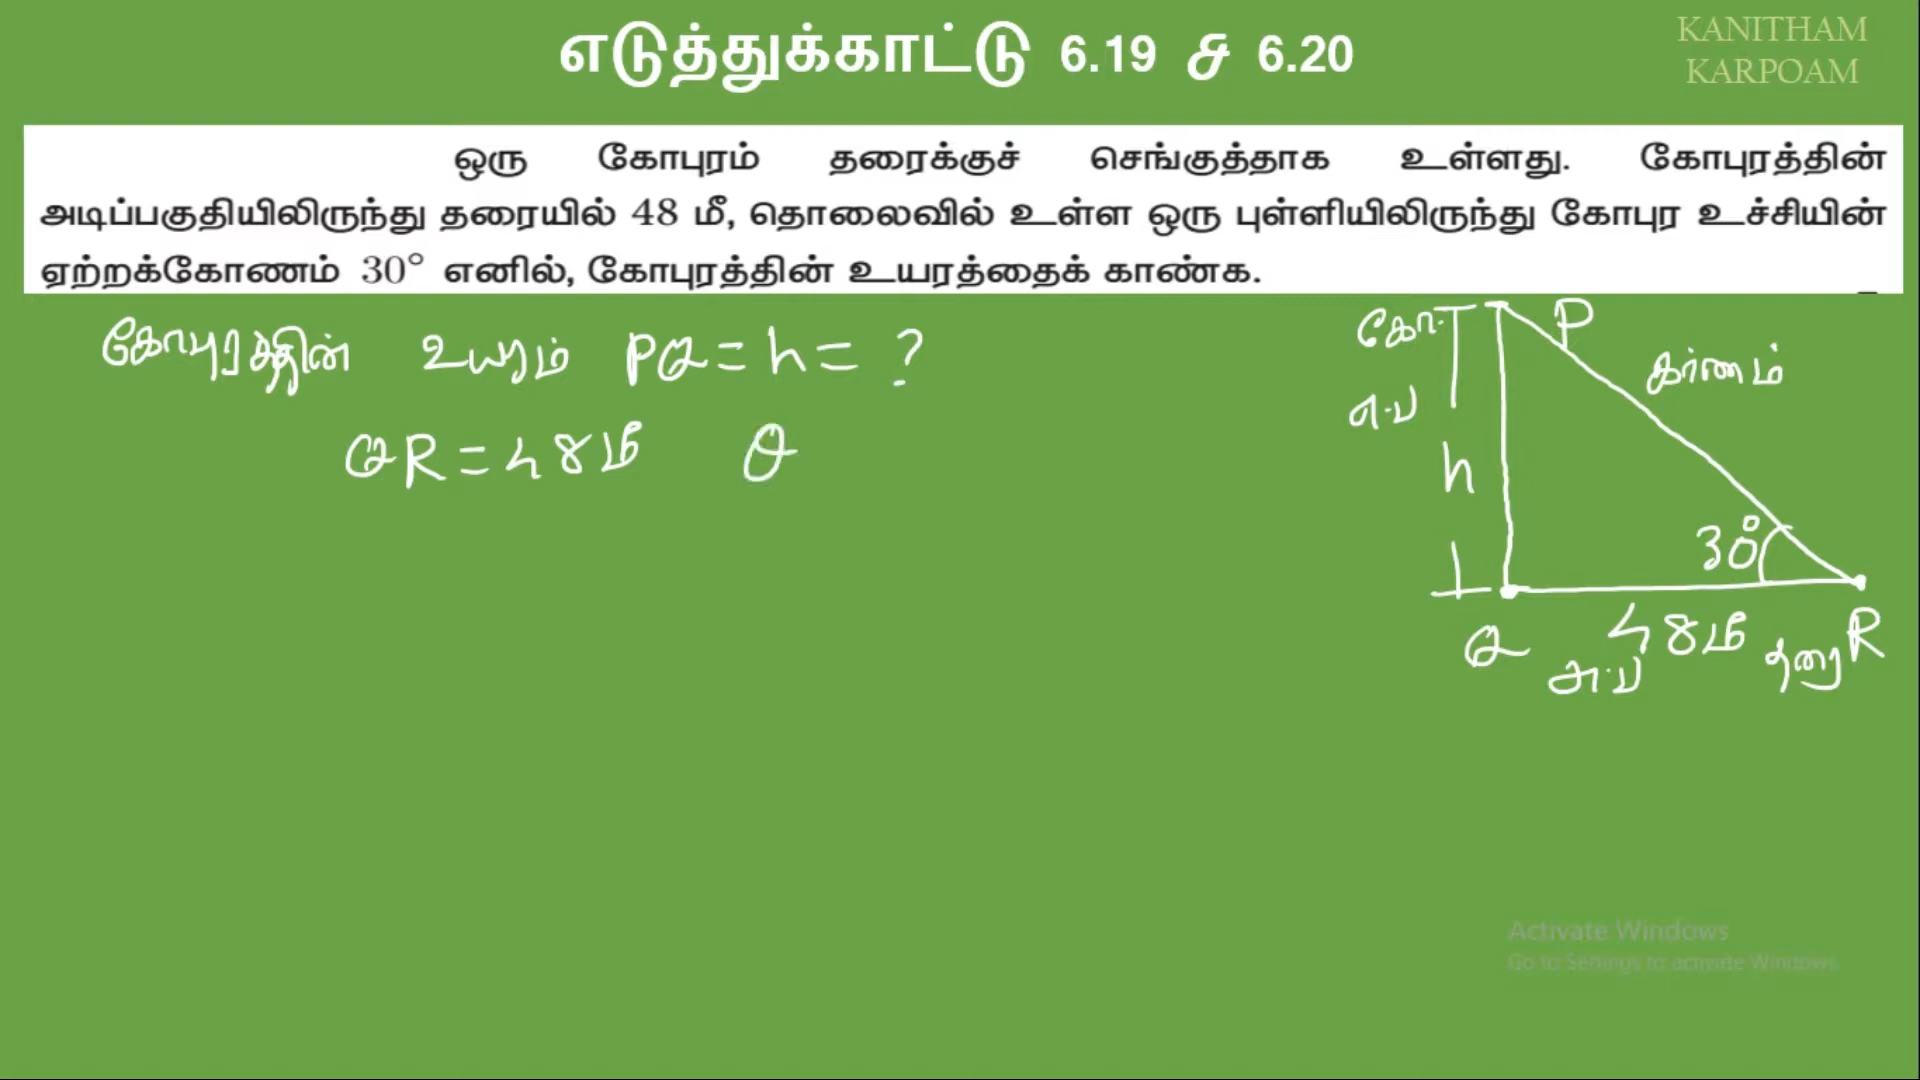 எடுத்துக்காட்டு 6.19 ச 6.20
KANITHAM
KARPOAM
ஒரு கோபுரம் தரைக்குச் செங்குத்தாக உள்ளது. கோபுரத்தின்
அடிப்பகுதியிலிருந்து தரையில் 48 மீ, தொலைவில் உள்ள ஒரு புள்ளியிலிருந்து கோபுர உச்சியின்
ஏற்றக்கோணம் 30° எனில், கோபுரத்தின் உயரத்தைக் காண்க.
கோபுரத்தின் உயரம் PQ = h = ?
QR = 48மீ θ
கோ.
P
கர்ணம்
எ.ப
h
30°
Q 48மீ R
அ.ப தரை
Activate Windows
Go to Settings to activate Windows.